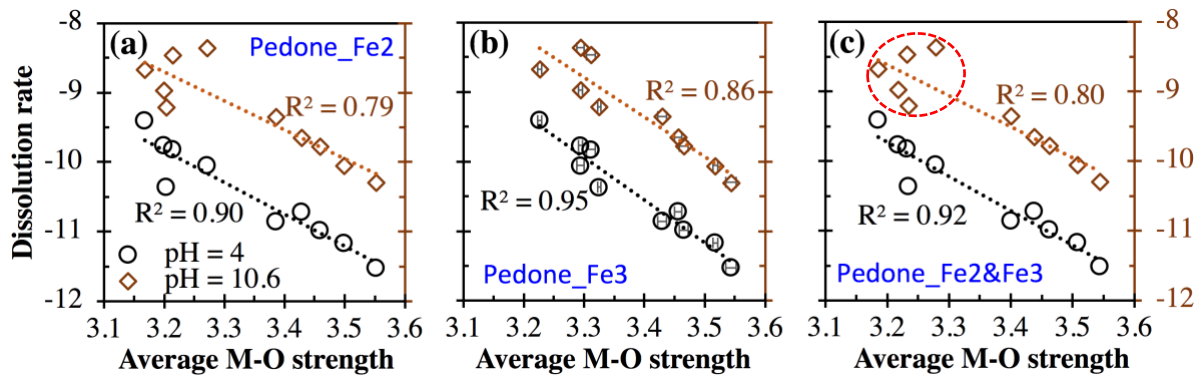 -8
-9
-10
-11
-12
Dissolution rate
(a)
Pedone_Fe2
R² = 0.79
R² = 0.90
pH = 4
pH = 10.6
3.1 3.2 3.3 3.4 3.5 3.6
Average M-O strength
(b)
R² = 0.86
R² = 0.95
Pedone_Fe3
3.1 3.2 3.3 3.4 3.5 3.6
Average M-O strength
(c)
R² = 0.80
R² = 0.92
Pedone_Fe2&Fe3
3.1 3.2 3.3 3.4 3.5 3.6
Average M-O strength
-8
-9
-10
-11
-12